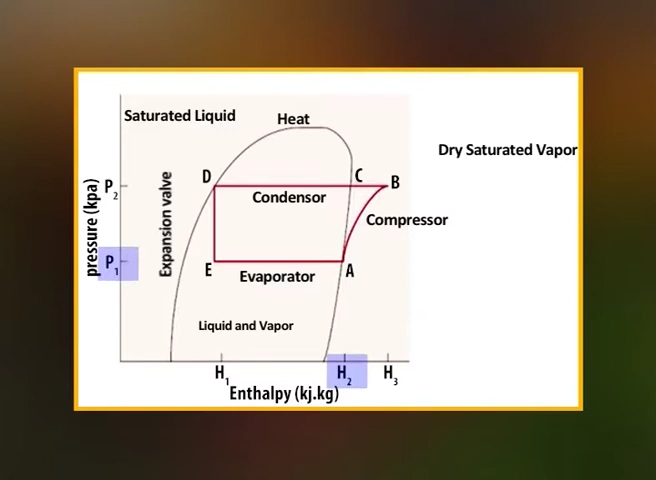 Saturated Liquid
Heat
Dry Saturated Vapor
D
C
B
P2
Condensor
Compressor
pressure (kpa)
Expansion valve
P1
E
Evaporator
A
Liquid and Vapor
H1
H2
H3
Enthalpy (kj.kg)